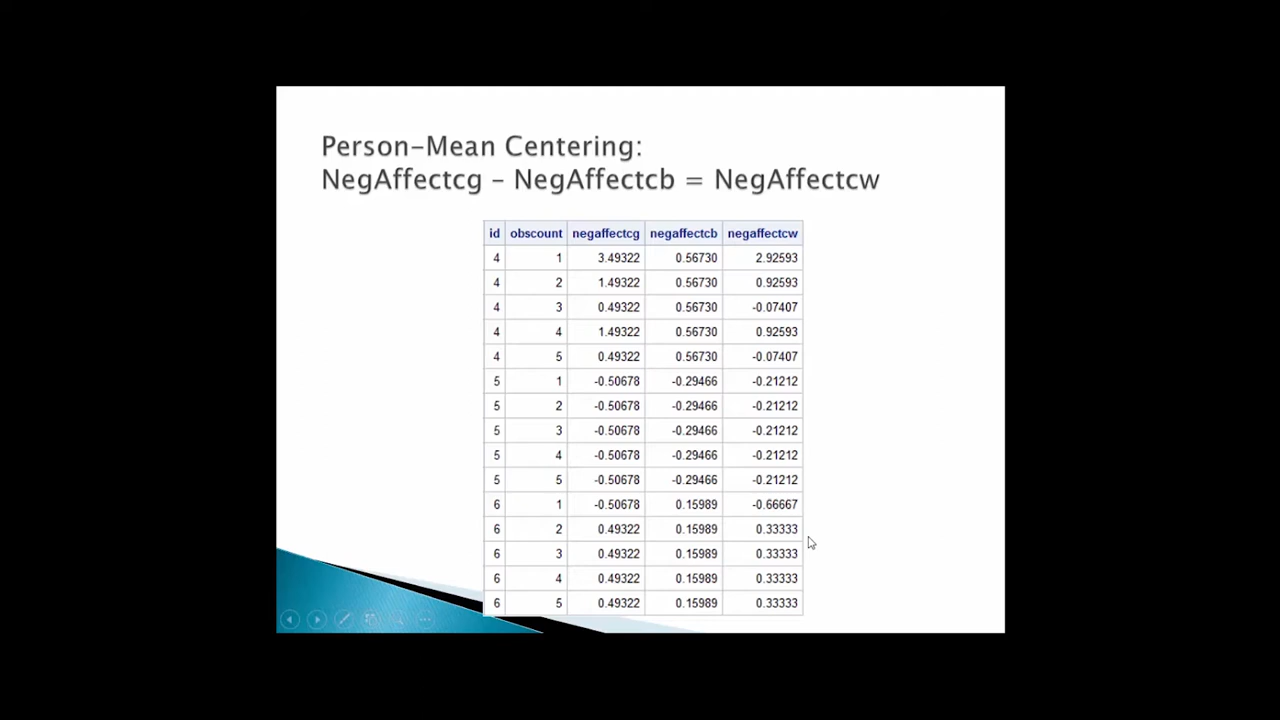 Person-Mean Centering:
NegAffectcg - NegAffectcb = NegAffectcw
id obscount negaffectcg negaffectcb negaffectcw
4 1 3.49322 0.56730 2.92593
4 2 1.49322 0.56730 0.92593
4 3 0.49322 0.56730 -0.07407
4 4 1.49322 0.56730 0.92593
4 5 0.49322 0.56730 -0.07407
5 1 -0.50678 -0.29466 -0.21212
5 2 -0.50678 -0.29466 -0.21212
5 3 -0.50678 -0.29466 -0.21212
5 4 -0.50678 -0.29466 -0.21212
5 5 -0.50678 -0.29466 -0.21212
6 1 -0.50678 0.15989 -0.66667
6 2 0.49322 0.15989 0.33333
6 3 0.49322 0.15989 0.33333
6 4 0.49322 0.15989 0.33333
6 5 0.49322 0.15989 0.33333